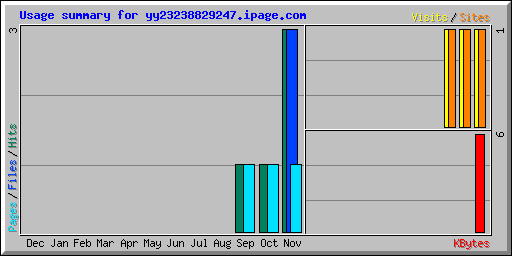 Usage summary for yy23238829247.ipage.com
Visits/Sites
3
1
Pages/Files/Hits
6
Dec Jan Feb Mar Apr May Jun Jul Aug Sep Oct Nov
KBytes